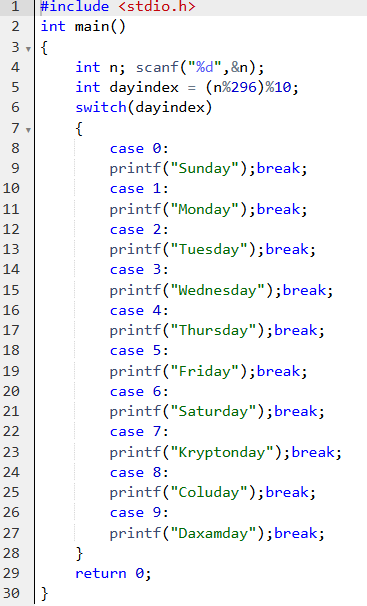 1 #include <stdio.h>
2 int main()
3 {
4 int n; scanf("%d",&n);
5 int dayindex = (n%296)%10;
6 switch(dayindex)
7 {
8 case 0:
9 printf("Sunday");break;
10 case 1:
11 printf("Monday");break;
12 case 2:
13 printf("Tuesday");break;
14 case 3:
15 printf("Wednesday");break;
16 case 4:
17 printf("Thursday");break;
18 case 5:
19 printf("Friday");break;
20 case 6:
21 printf("Saturday");break;
22 case 7:
23 printf("Kryptonday");break;
24 case 8:
25 printf("Coluday");break;
26 case 9:
27 printf("Daxamday");break;
28 }
29 return 0;
30 }